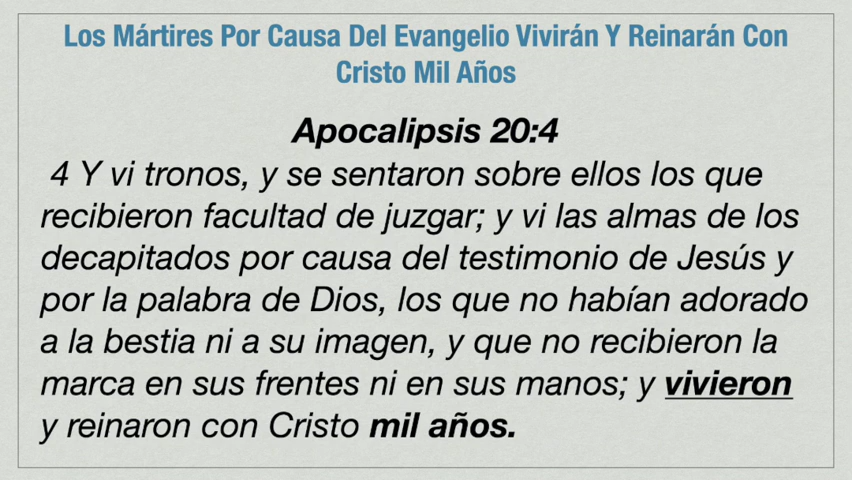 Los Mártires Por Causa Del Evangelio Vivirán Y Reinarán Con
Cristo Mil Años
Apocalipsis 20:4
4 Y vi tronos, y se sentaron sobre ellos los que
recibieron facultad de juzgar; y vi las almas de los
decapitados por causa del testimonio de Jesús y
por la palabra de Dios, los que no habían adorado
a la bestia ni a su imagen, y que no recibieron la
marca en sus frentes ni en sus manos; y vivieron
y reinaron con Cristo mil años.